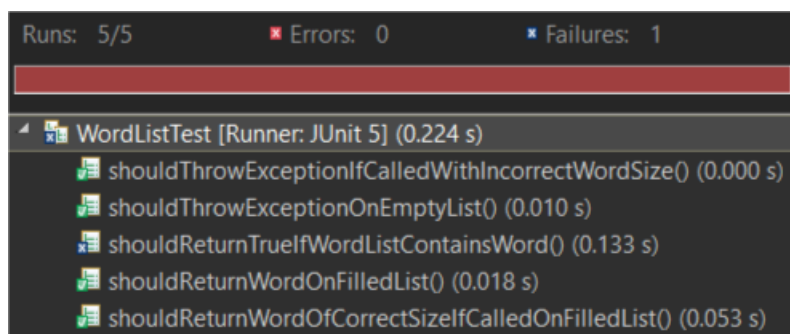 Runs: 5/5 Errors: 0 Failures: 1
WordListTest [Runner: JUnit 5] (0.224 s)
shouldThrowExceptionIfCalledWithIncorrectWordSize() (0.000 s)
shouldThrowExceptionOnEmptyList() (0.010 s)
shouldReturnTrueIfWordListContainsWord() (0.133 s)
shouldReturnWordOnFilledList() (0.018 s)
shouldReturnWordOfCorrectSizeIfCalledOnFilledList() (0.053 s)